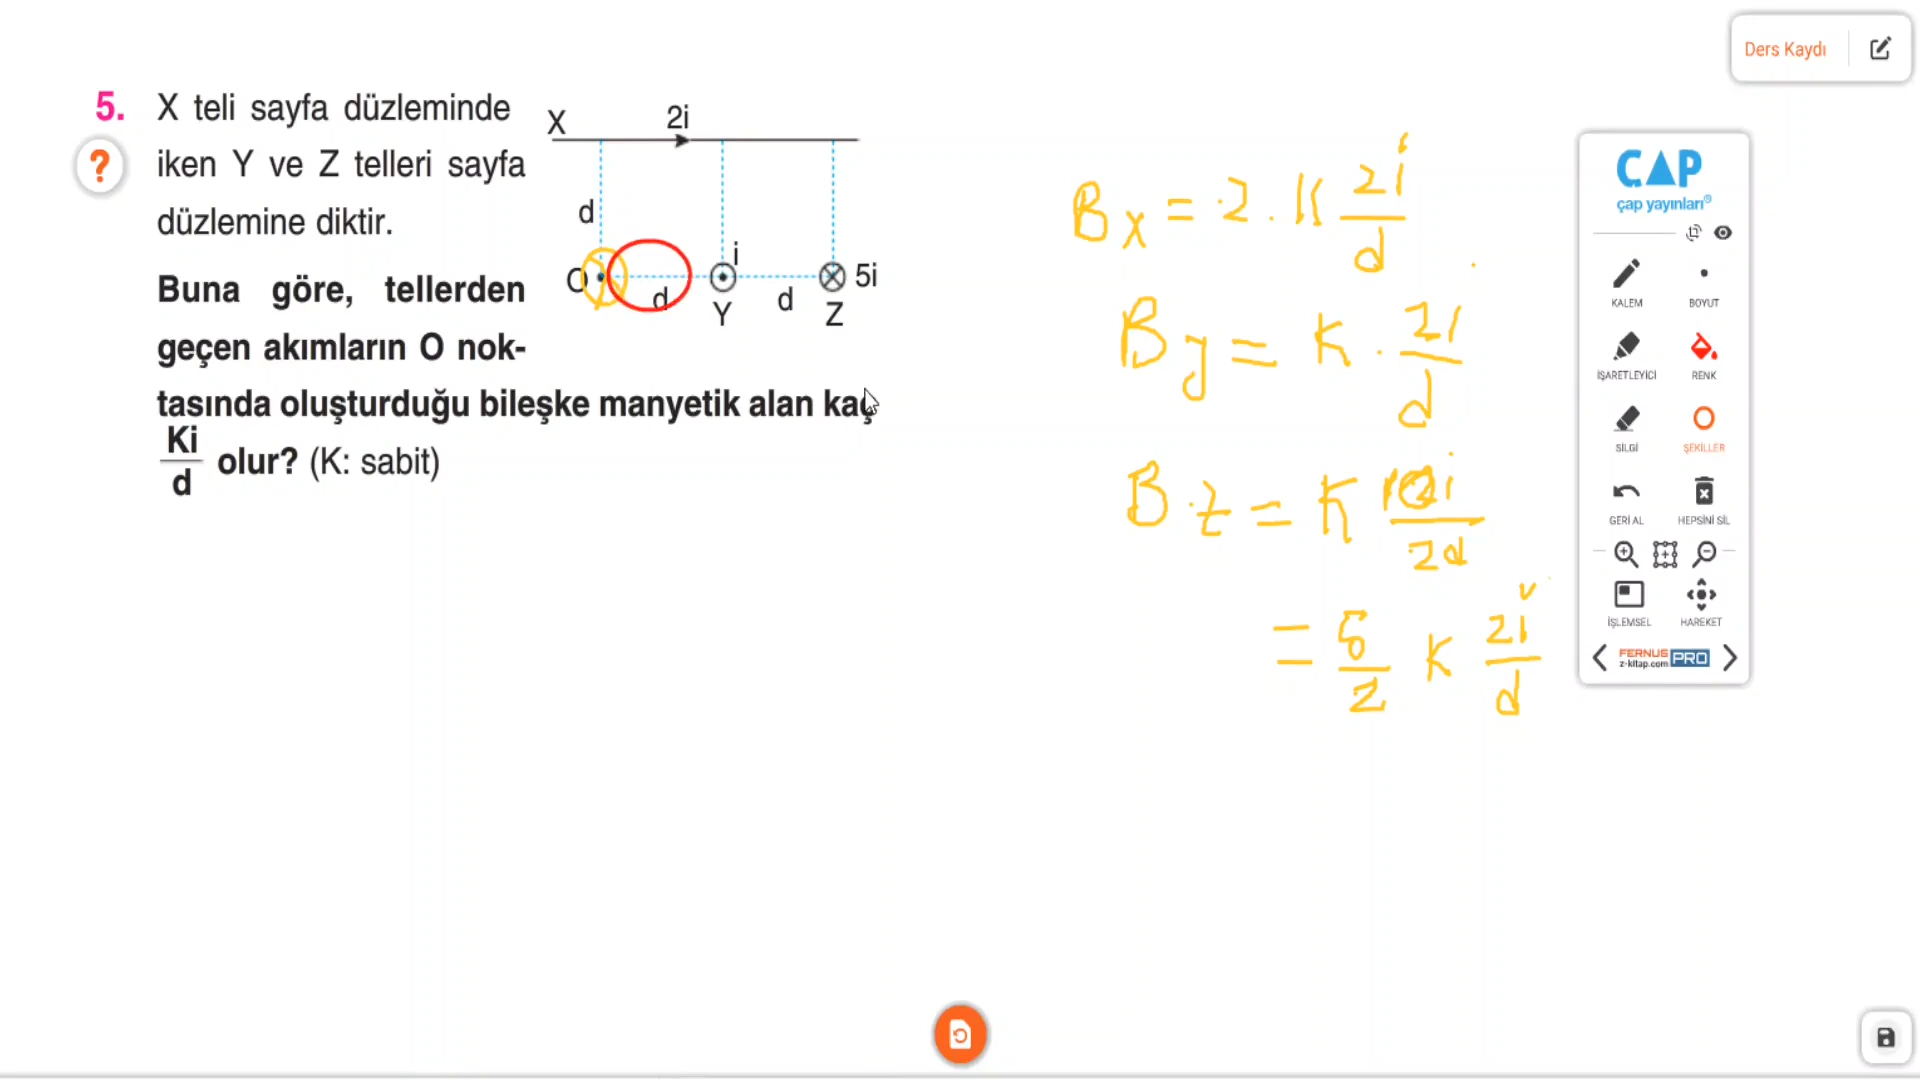 Ders Kaydı
5. X teli sayfa düzleminde
iken Y ve Z telleri sayfa
düzlemine diktir.
Buna göre, tellerden
geçen akımların O nok-
tasında oluşturduğu bileşke manyetik alan kaç
Ki
d
olur? (K: sabit)
X 2i
d
O d i Y d Z 5i
Bx = 2. K 2i
d
By = K . 2i
d
Bz = K 10i
2d
= 5 K 2i
2 d
ÇAP
çap yayınları
KALEM BOYUT
İŞARETLEYİCİ RENK
SİLGİ ŞEKİLLER
GERİ AL HEPSİNİ SİL
İŞLEMSEL HAREKET
FERNUS
z-kitap.com PRO